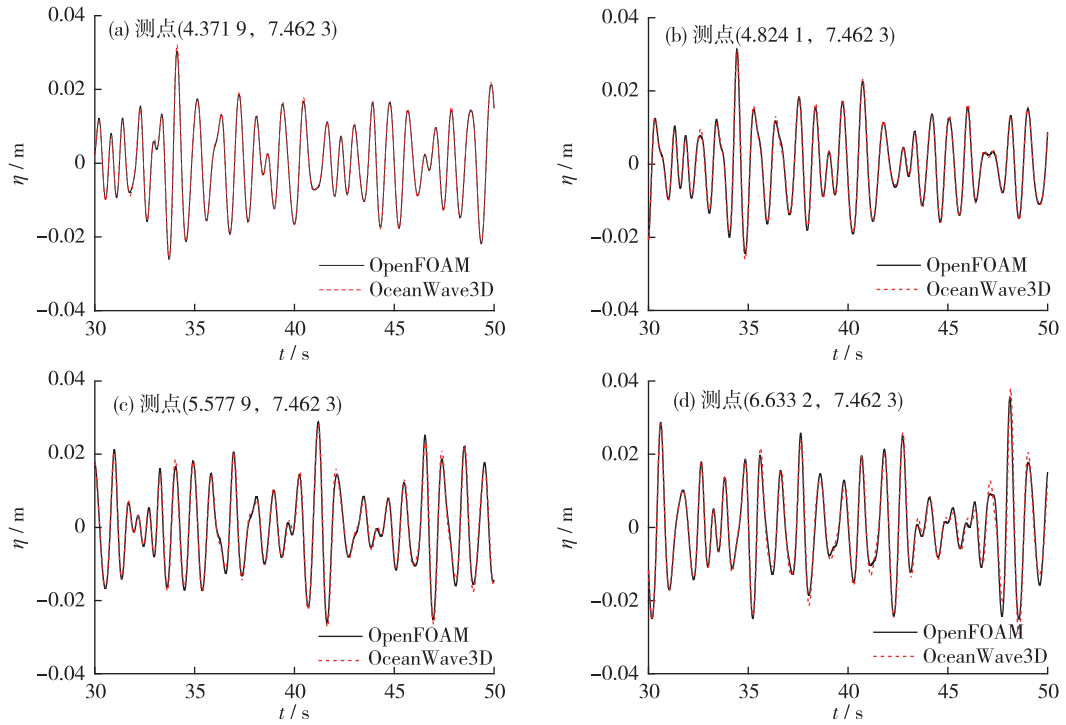 (a) 测点(4.371 9，7.462 3)
0.04
0.02
0
−0.02
−0.04
η / m
OpenFOAM
OceanWave3D
30 35 40 45 50
t / s
(b) 测点(4.824 1，7.462 3)
0.04
0.02
0
−0.02
−0.04
η / m
OpenFOAM
OceanWave3D
30 35 40 45 50
t / s
(c) 测点(5.577 9，7.462 3)
0.04
0.02
0
−0.02
−0.04
η / m
OpenFOAM
OceanWave3D
30 35 40 45 50
t / s
(d) 测点(6.633 2，7.462 3)
0.04
0.02
0
−0.02
−0.04
η / m
OpenFOAM
OceanWave3D
30 35 40 45 50
t / s